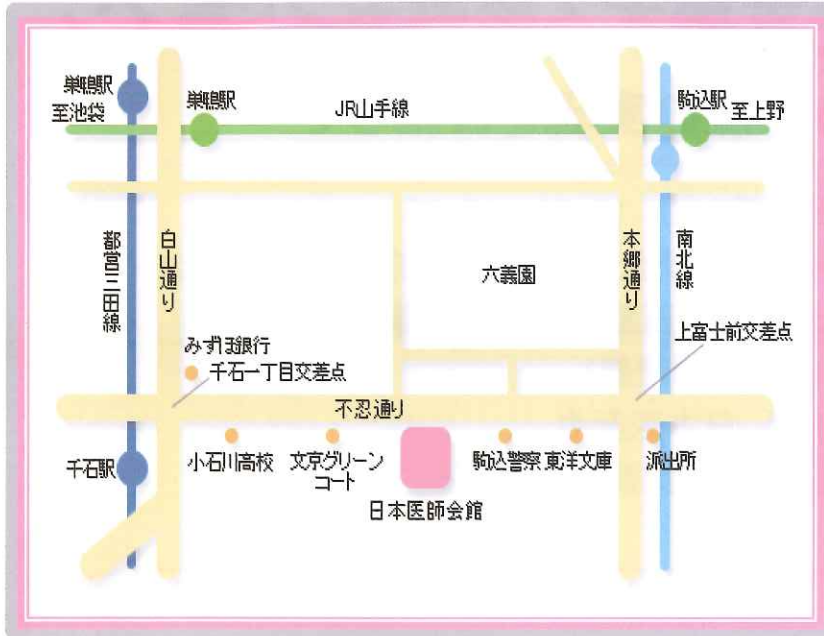 巣鴨駅
至池袋
巣鴨駅
JR山手線
駒込駅
至上野
都営三田線
白山通り
六義園
本郷通り
南北線
上富士前交差点
みずほ銀行
千石一丁目交差点
不忍通り
千石駅
小石川高校
文京グリーン
コート
日本医師会館
駒込警察
東洋文庫
派出所